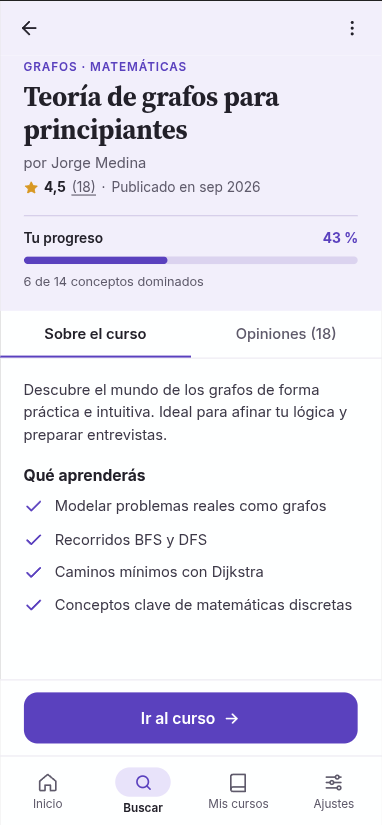 GRAFOS · MATEMÁTICAS
Teoría de grafos para
principiantes
por Jorge Medina
4,5 (18) · Publicado en sep 2026
Tu progreso 43 %
6 de 14 conceptos dominados
Sobre el curso Opiniones (18)
Descubre el mundo de los grafos de forma
práctica e intuitiva. Ideal para afinar tu lógica y
preparar entrevistas.
Qué aprenderás
Modelar problemas reales como grafos
Recorridos BFS y DFS
Caminos mínimos con Dijkstra
Conceptos clave de matemáticas discretas
Ir al curso →
Inicio Buscar Mis cursos Ajustes